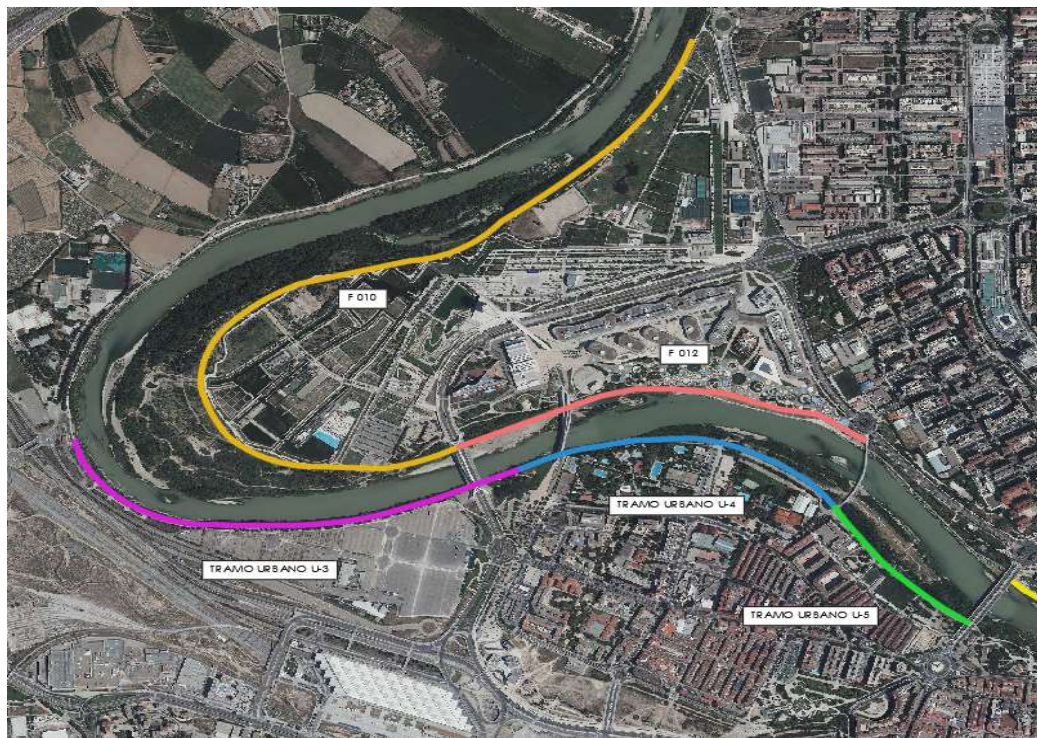 F 010
F 012
TRAMO URBANO U-4
TRAMO URBANO U-3
TRAMO URBANO U-5